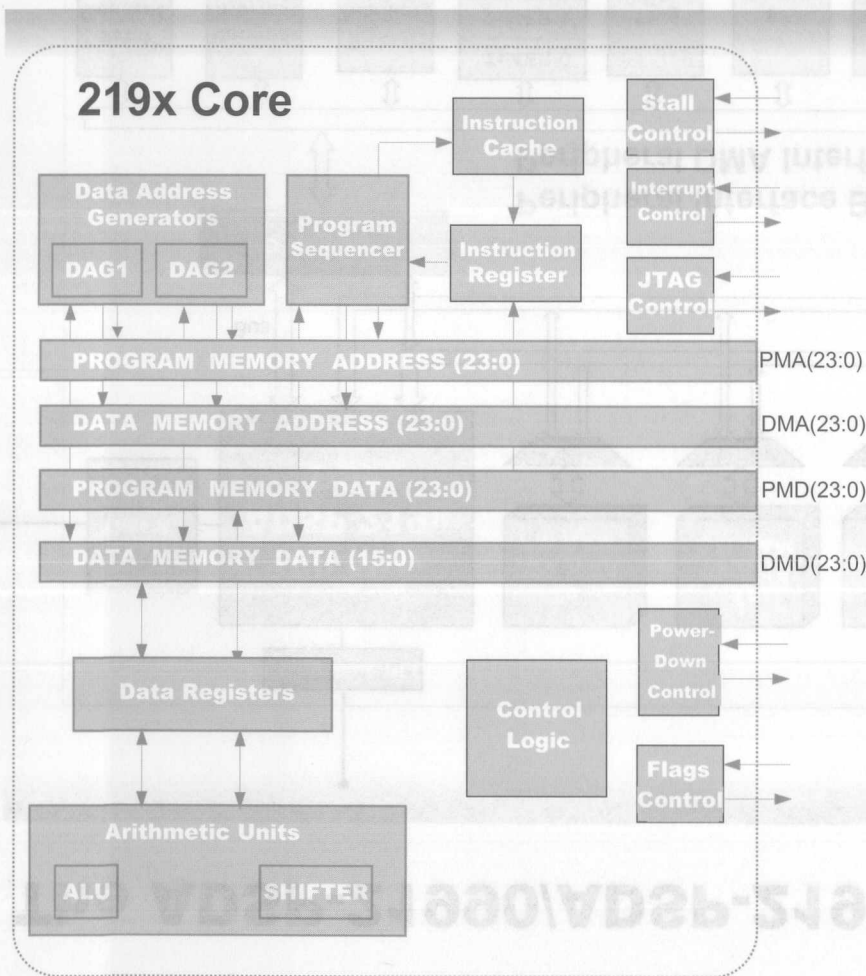 219x Core
Stall
Control
Instruction
Cache
Interrupt
Control
Data Address
Generators
DAG1
DAG2
Program
Sequencer
Instruction
Register
JTAG
Control
PROGRAM MEMORY ADDRESS (23:0)
PMA(23:0)
DATA MEMORY ADDRESS (23:0)
DMA(23:0)
PROGRAM MEMORY DATA (23:0)
PMD(23:0)
DATA MEMORY DATA (15:0)
DMD(23:0)
Power-
Down
Control
Data Registers
Control
Logic
Flags
Control
Arithmetic Units
ALU
SHIFTER